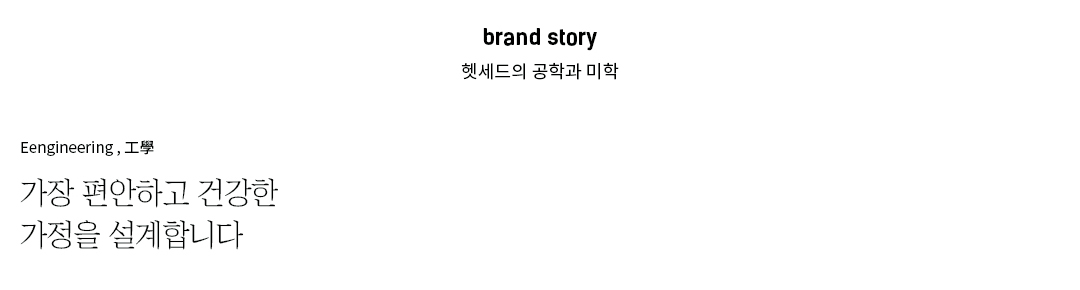 brand story
헷세드의 공학과 미학
Eengineering , 工學
가장 편안하고 건강한
가정을 설계합니다